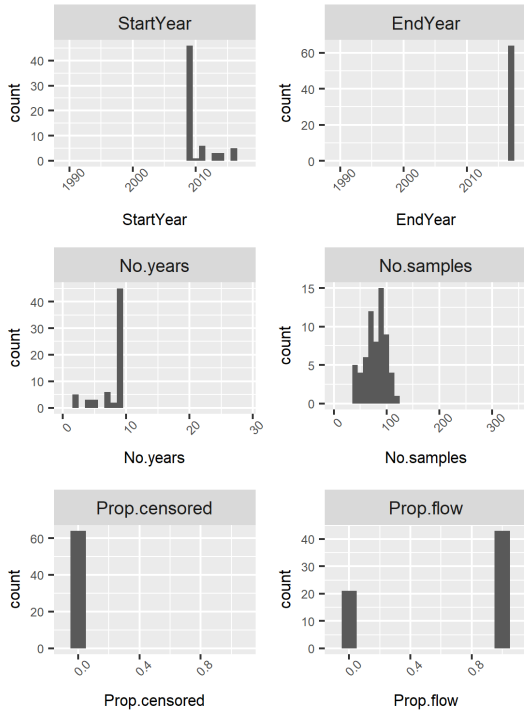 StartYear
EndYear
count
40
30
20
10
0
1990
2000
2010
StartYear
count
60
40
20
0
1990
2000
2010
EndYear
No.years
No.samples
count
40
30
20
10
0
0
10
20
30
No.years
count
15
10
5
0
0
100
200
300
No.samples
Prop.censored
Prop.flow
count
60
40
20
0
0.0
0.4
0.8
Prop.censored
count
40
30
20
10
0
0.0
0.4
0.8
Prop.flow